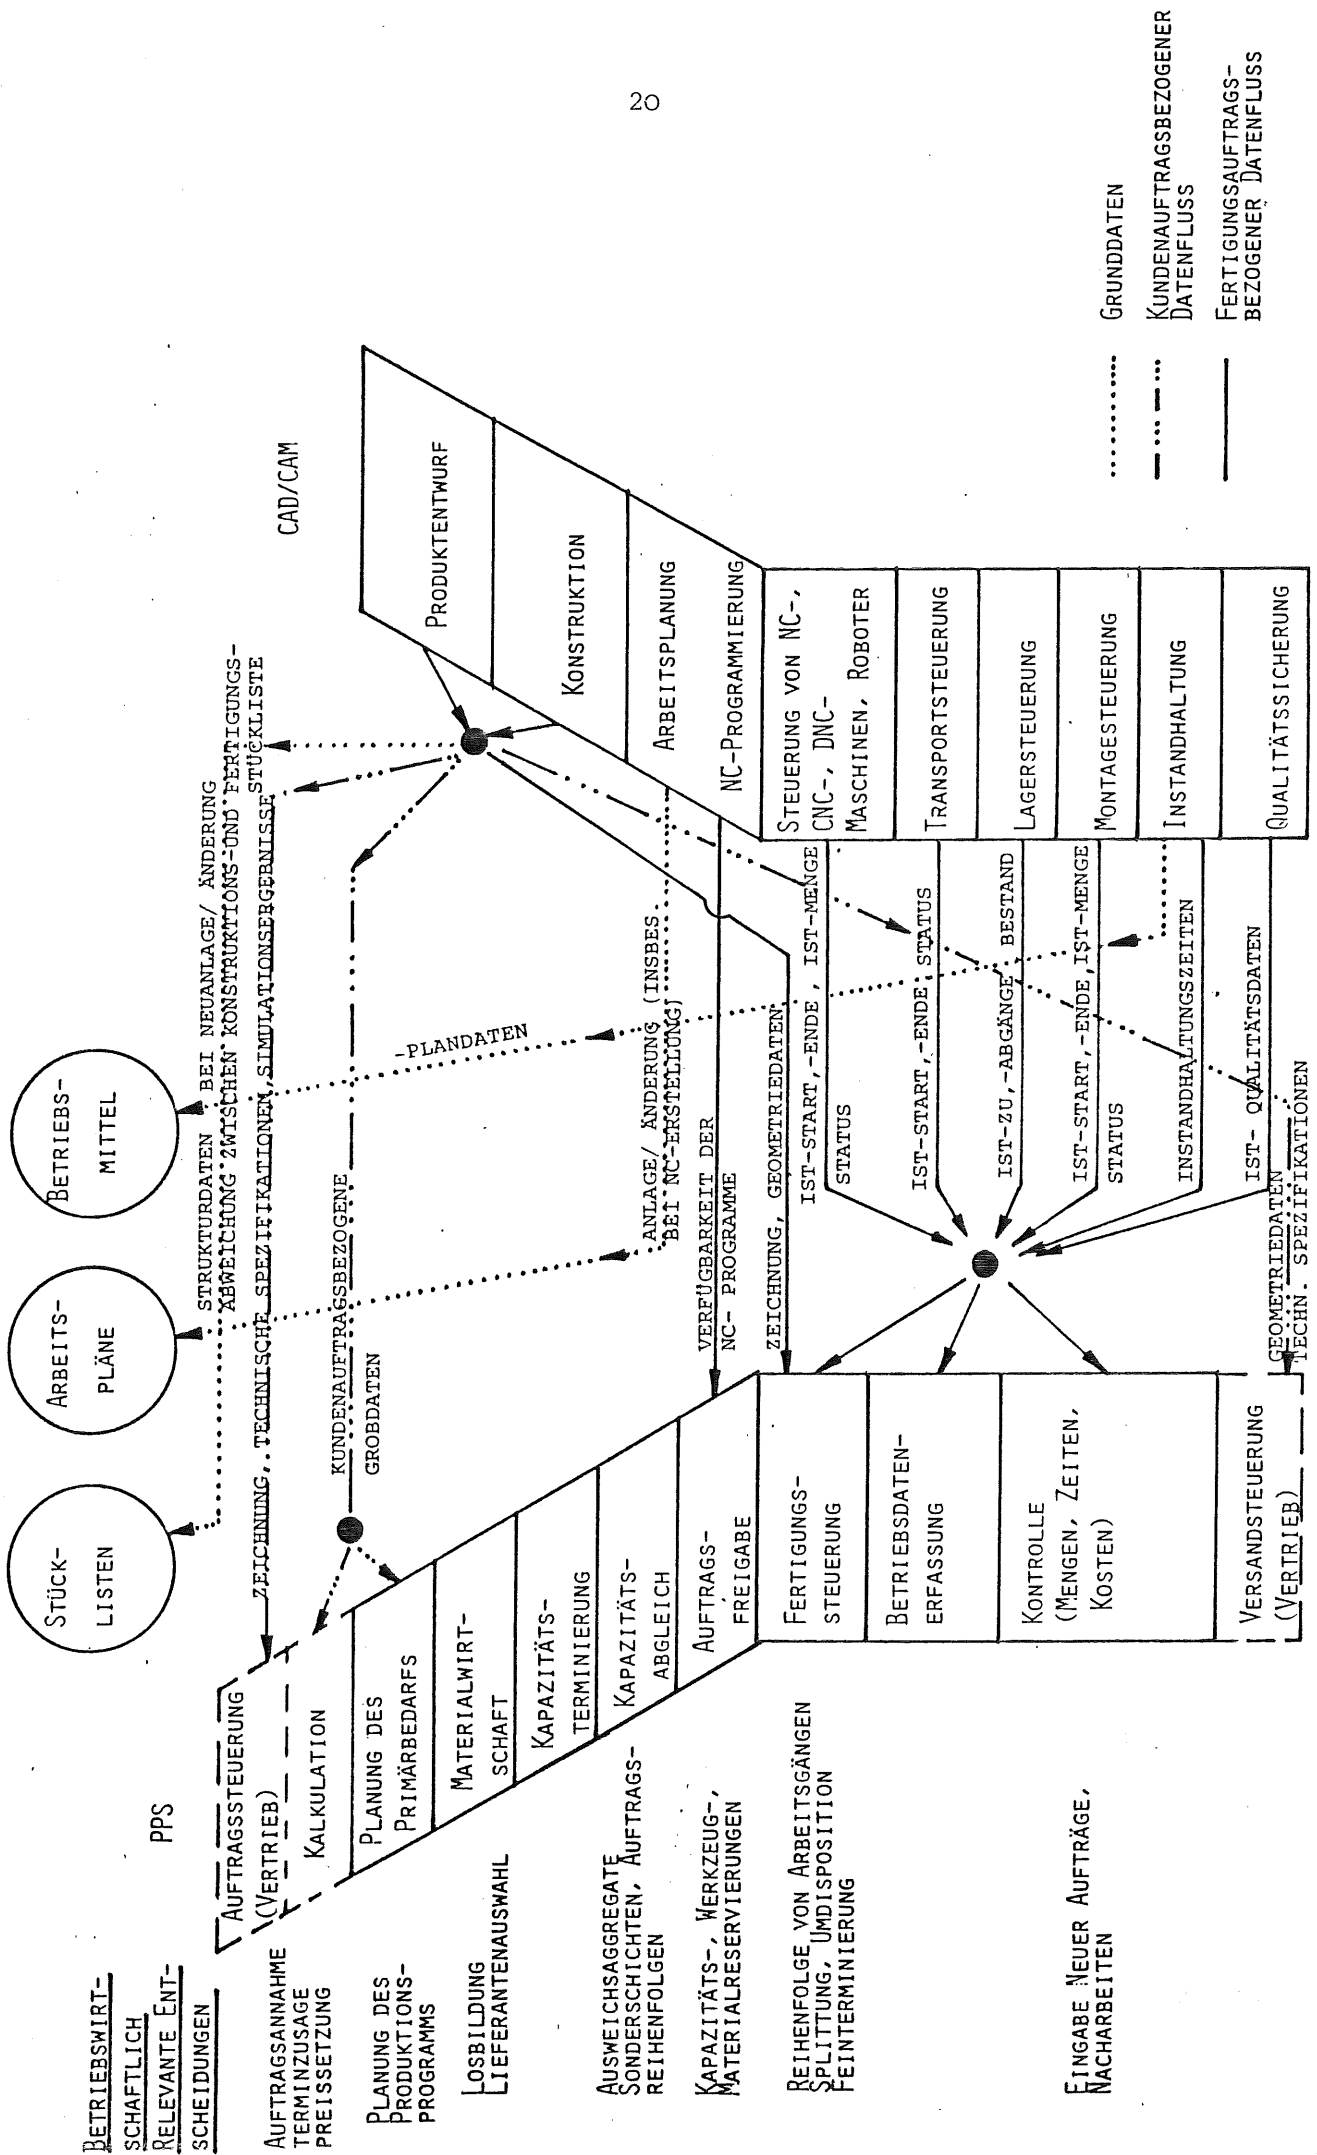 20
BETRIEBSWIRT-
SCHAFTLICH
RELEVANTE ENT-
SCHEIDUNGEN
AUFTRAGSANNAHME
TERMINZUSAGE
PREISSETZUNG
PLANUNG DES
PRODUKTIONS-
PROGRAMMS
LOSBILDUNG
LIEFERANTENAUSWAHL
AUSWEICHSAGGREGATE
SONDERSCHICHTEN, AUFTRAGS-
REIHENFOLGEN
KAPAZITÄTS-, WERKZEUG-,
MATERIALRESERVIERUNGEN
REIHENFOLGE VON ARBEITSGÄNGEN
SPLITTUNG, UMDISPOSITION
FEINTERMINIERUNG
EINGABE NEUER AUFTRÄGE,
NACHARBEITEN
PPS
AUFTRAGSSTEUERUNG
(VERTRIEB)
KALKULATION
PLANUNG DES
PRIMÄRBEDARFS
MATERIALWIRT-
SCHAFT
KAPAZITÄTS-
TERMINIERUNG
KAPAZITÄTS-
ABGLEICH
AUFTRAGS-
FREIGABE
FERTIGUNGS-
STEUERUNG
BETRIEBSDATEN-
ERFASSUNG
KONTROLLE
(MENGEN, ZEITEN,
KOSTEN)
VERSANDSTEUERUNG
(VERTRIEB)
STÜCK-
LISTEN
ARBEITS-
PLÄNE
BETRIEBS-
MITTEL
STRUKTURDATEN BEI NEUANLAGE/ ÄNDERUNG
ABWEICHUNG ZWISCHEN KONSTRUKTIONS-UND FERTIGUNGS-
STÜCKLISTE
ZEICHNUNG, TECHNISCHE SPEZIFIKATIONEN, SIMULATIONSERGEBNISSE
KUNDENAUFTRAGSBEZOGENE
GROBDATEN
-PLANDATEN
ANLAGE/ ÄNDERUNG (INSBES.
BEI NC-ERSTELLUNG)
VERFÜGBARKEIT DER
NC- PROGRAMME
ZEICHNUNG, GEOMETRIEDATEN
IST-START,-ENDE, IST-MENGE
STATUS
IST-START,-ENDE STATUS
IST-ZU,-ABGÄNGE BESTAND
IST-START,-ENDE,IST-MENGE
STATUS
INSTANDHALTUNGSZEITEN
IST- QUALITÄTSDATEN
GEOMETRIEDATEN
TECHN. SPEZIFIKATIONEN
CAD/CAM
PRODUKTENTWURF
KONSTRUKTION
ARBEITSPLANUNG
NC-PROGRAMMIERUNG
STEUERUNG VON NC-,
CNC-, DNC-
MASCHINEN, ROBOTER
TRANSPORTSTEUERUNG
LAGERSTEUERUNG
MONTAGESTEUERUNG
INSTANDHALTUNG
QUALITÄTSSICHERUNG
GRUNDDATEN
KUNDENAUFTRAGSBEZOGENER
DATENFLUSS
FERTIGUNGSAUFTRAGS-
BEZOGENER DATENFLUSS